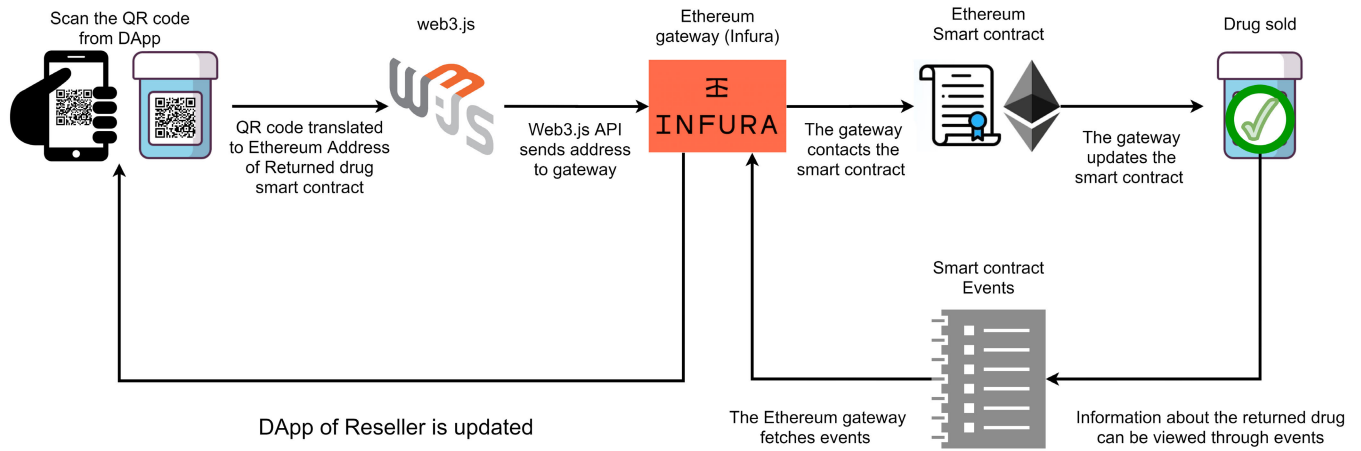 Scan the QR code
from DApp
web3.js
Ethereum
gateway (Infura)
Ethereum
Smart contract
Drug sold
W3JS
INFURA
QR code translated
to Ethereum Address
of Returned drug
smart contract
Web3.js API
sends address
to gateway
The gateway
contacts the
smart contract
The gateway
updates the
smart contract
Smart contract
Events
DApp of Reseller is updated
The Ethereum gateway
fetches events
Information about the returned drug
can be viewed through events